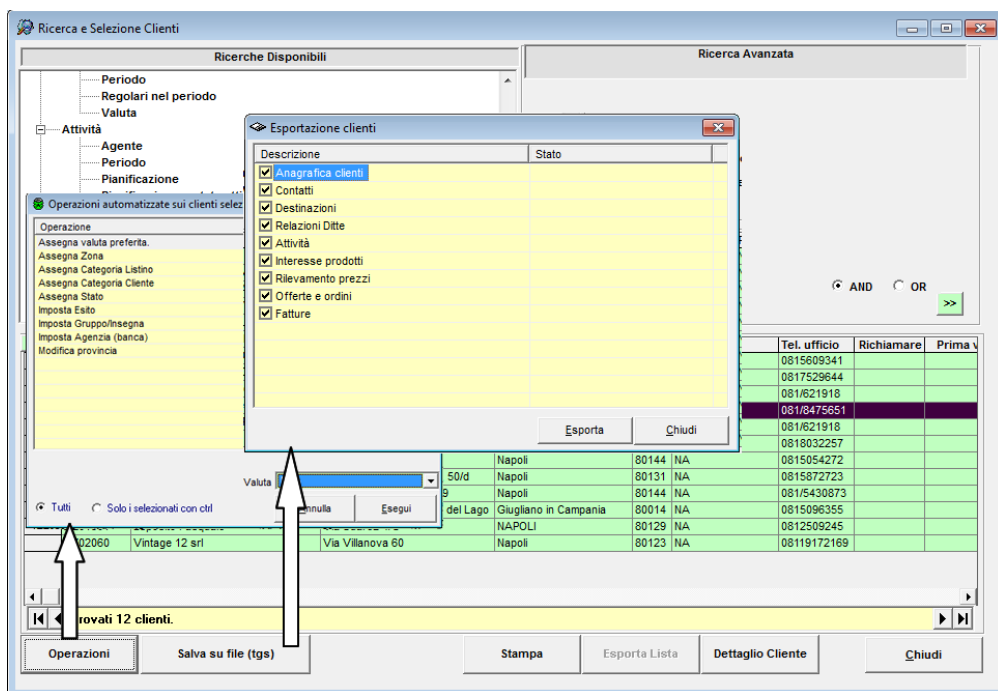 Ricerca e Selezione Clienti
Ricerche Disponibili
Ricerca Avanzata
Periodo
Regolari nel periodo
Valuta
Attività
Agente
Periodo
Pianificazione
Esportazione clienti
Descrizione Stato
Anagrafica clienti
Contatti
Destinazioni
Relazioni Ditte
Attività
Interesse prodotti
Rilevamento prezzi
Offerte e ordini
Fatture
Esporta Chiudi
Operazioni automatizzate sui clienti selez
Operazione
Assegna valuta preferita.
Assegna Zona
Assegna Categoria Listino
Assegna Categoria Cliente
Assegna Stato
Imposta Esito
Imposta Gruppo/Insegna
Imposta Agenzia (banca)
Modifica provincia
Valuta
Tutti Solo i selezionati con ctrl
Esegui
AND OR
>>
Tel. ufficio Richiamare Prima v
0815609341
0817529644
081/621918
081/8475651
081/621918
0818032257
Napoli 80144 NA 0815054272
50/d Napoli 80131 NA 0815872723
9 Napoli 80144 NA 081/5430873
del Lago Giugliano in Campania 80014 NA 0815096355
NAPOLI 80129 NA 0812509245
02060 Vintage 12 srl Via Villanova 60 Napoli 80123 NA 08119172169
rovati 12 clienti.
Operazioni Salva su file (tgs) Stampa Esporta Lista Dettaglio Cliente Chiudi